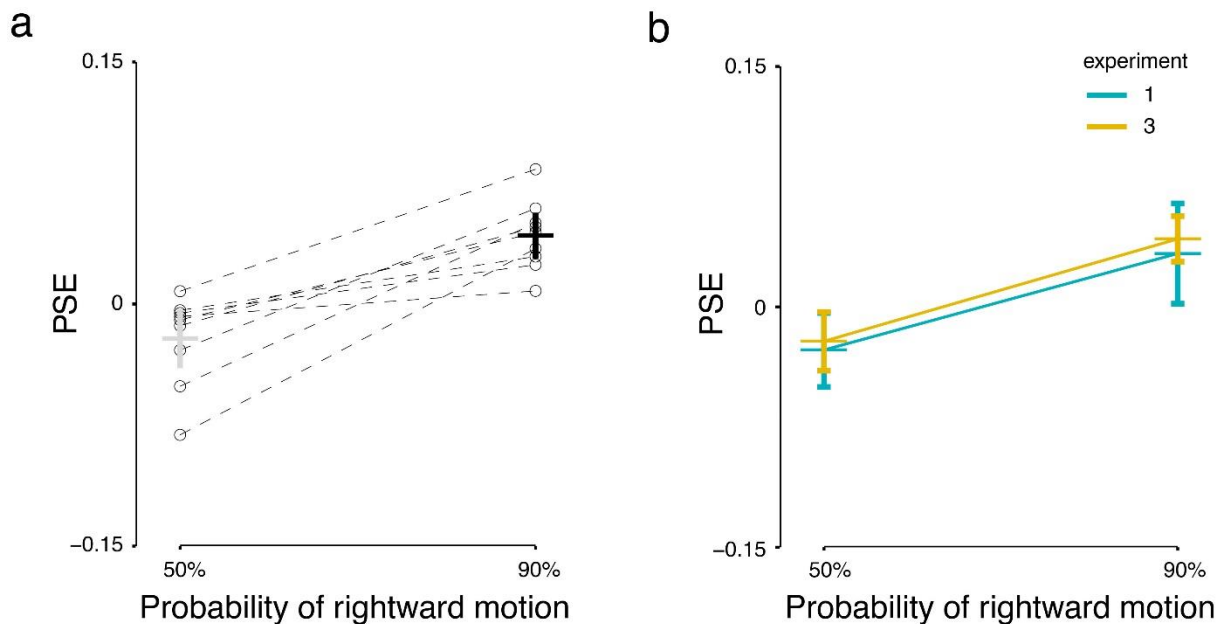 a
0.15
0
−0.15
PSE
50%
90%
Probability of rightward motion
b
0.15
0
−0.15
PSE
50%
90%
Probability of rightward motion
experiment
1
3